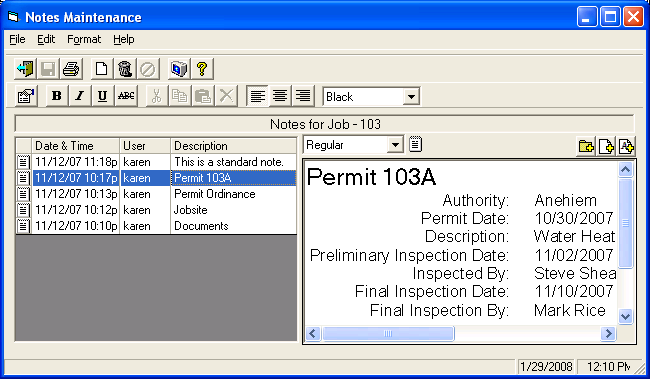 Notes Maintenance
File Edit Format Help
B I U ABC Black
Notes for Job - 103
Date & Time User Description
11/12/07 11:18p karen This is a standard note.
11/12/07 10:17p karen Permit 103A
11/12/07 10:13p karen Permit Ordinance
11/12/07 10:12p karen Jobsite
11/12/07 10:10p karen Documents
Regular
Permit 103A
Authority: Anehiem
Permit Date: 10/30/2007
Description: Water Heat
Preliminary Inspection Date: 11/02/2007
Inspected By: Steve Shea
Final Inspection Date: 11/10/2007
Final Inspection By: Mark Rice
1/29/2008 12:10 PM